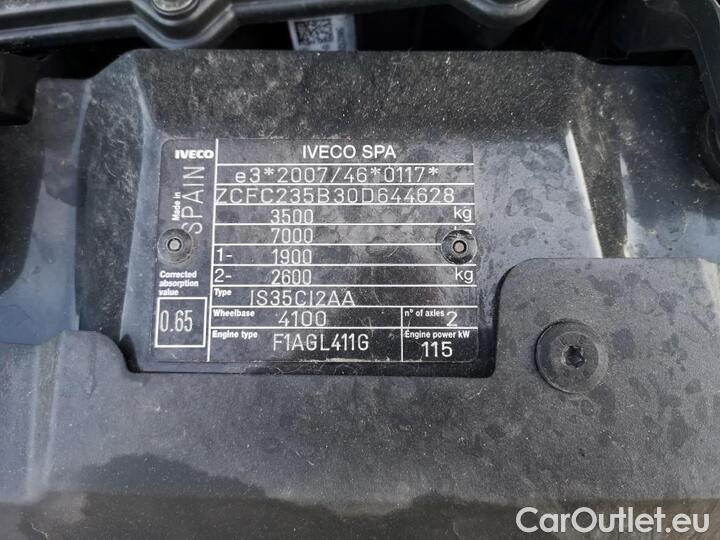 IVECO
IVECO SPA
Made in
SPAIN
e3*2007/46*0117*
ZCFC235B30D644628
3500 kg
7000
1- 1900
2- 2600 kg
Corrected
absorption
value
0.65
Type IS35CI2AA
Wheelbase 4100 n° of axles 2
Engine type F1AGL411G Engine power kW
115
CarOutlet.eu